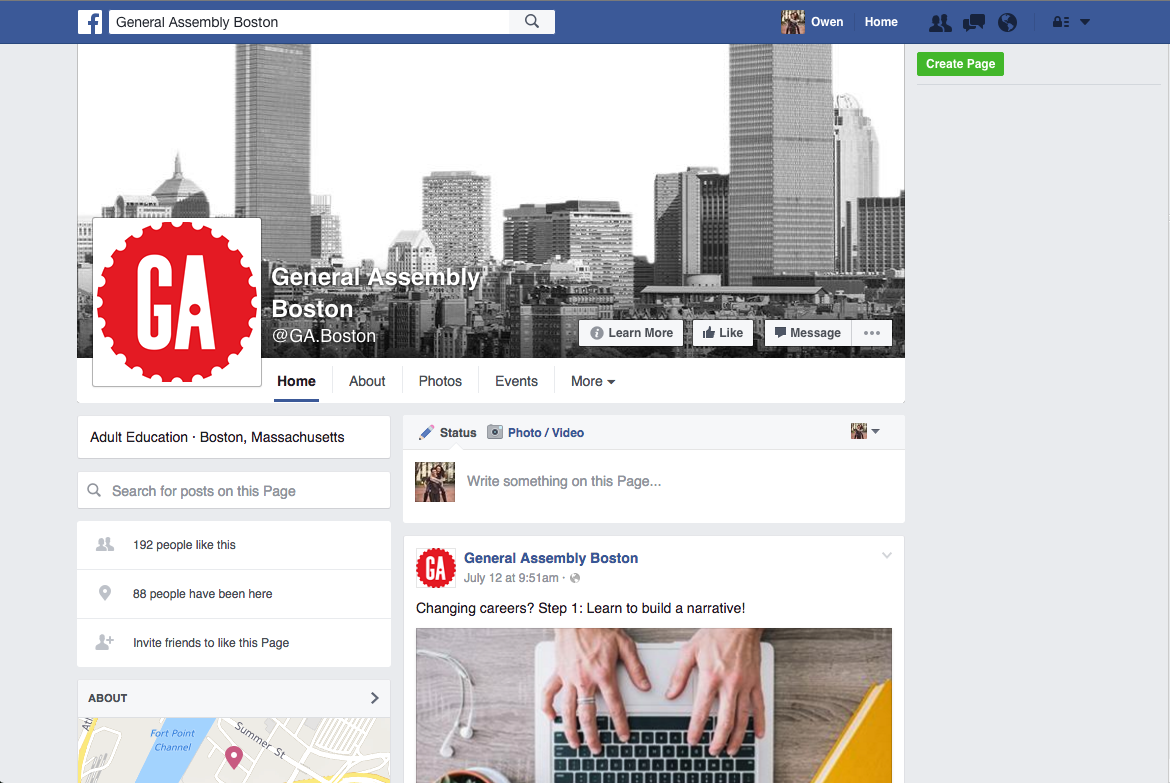 General Assembly Boston
Owen
Home
Create Page
GA
General Assembly
Boston
@GA.Boston
Learn More
Like
Message
Home
About
Photos
Events
More
Adult Education · Boston, Massachusetts
Search for posts on this Page
192 people like this
88 people have been here
Invite friends to like this Page
ABOUT
Atl
Fort Point
Channel
Summer St
Status
Photo / Video
Write something on this Page...
GA
General Assembly Boston
July 12 at 9:51am ·
Changing careers? Step 1: Learn to build a narrative!